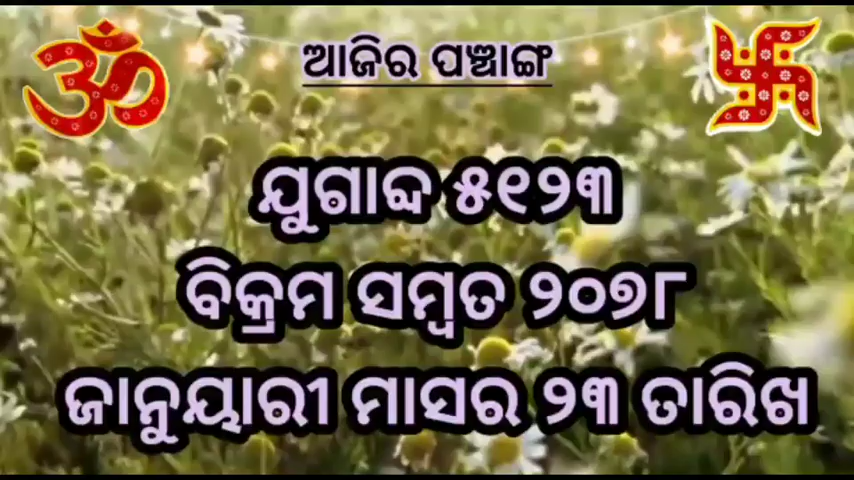 ଆଜିର ପଞ୍ଚାଙ୍ଗ
ଯୁଗାବ୍ଦ ୫୧୨୩
ବିକ୍ରମ ସମ୍ବତ ୨୦୭୮
ଜାନୁୟାରୀ ମାସର ୨୩ ତାରିଖ